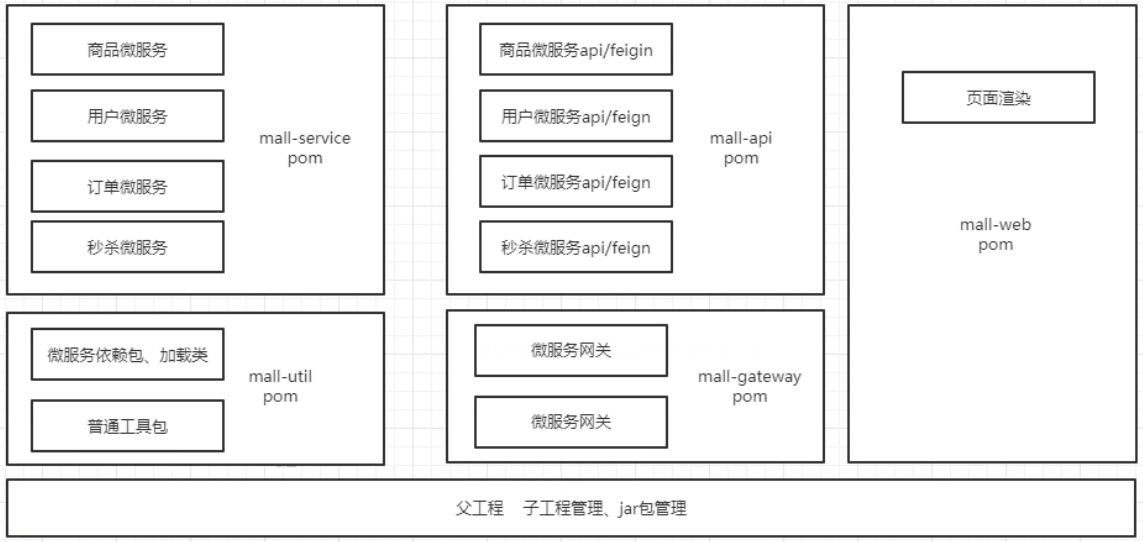 商品微服务
用户微服务
订单微服务
秒杀微服务
mall-service
pom
商品微服务api/feigin
用户微服务api/feign
订单微服务api/feign
秒杀微服务api/feign
mall-api
pom
页面渲染
mall-web
pom
微服务依赖包、加载类
普通工具包
mall-util
pom
微服务网关
微服务网关
mall-gateway
pom
父工程 子工程管理、jar包管理